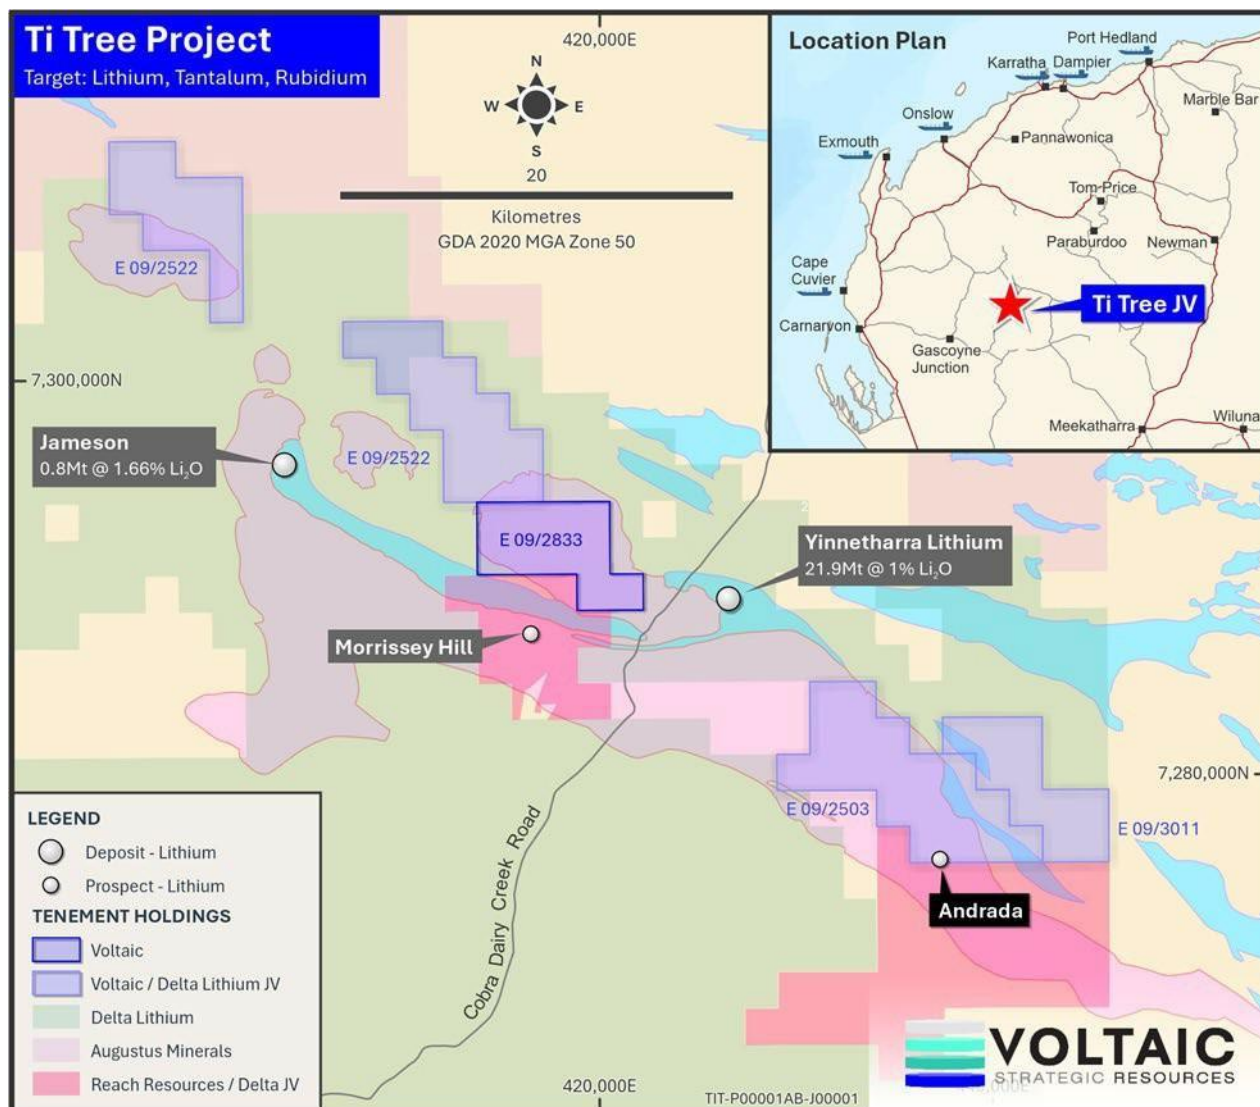 Ti Tree Project
Target: Lithium, Tantalum, Rubidium
420,000E
N
W
E
S
20
Kilometres
GDA 2020 MGA Zone 50
Location Plan
Port Hedland
Karratha
Dampier
Marble Bar
Onslow
Pannawonica
Exmouth
Tom Price
Paraburdoo
Newman
Cape
Cuvier
Ti Tree JV
Carnarvon
Gascoyne
Junction
Meekatharra
Wiluna
E 09/2522
7,300,000N
Jameson
0.8Mt @ 1.66% Li₂O
E 09/2522
E 09/2833
Yinnetharra Lithium
21.9Mt @ 1% Li₂O
Morrissey Hill
7,280,000N
E 09/2503
E 09/3011
Andrada
Cobra Dairy Creek Road
LEGEND
Deposit - Lithium
Prospect - Lithium
TENEMENT HOLDINGS
Voltaic
Voltaic / Delta Lithium JV
Delta Lithium
Augustus Minerals
Reach Resources / Delta JV
VOLTAIC
STRATEGIC RESOURCES
420,000E
TIT-P00001AB-J00001